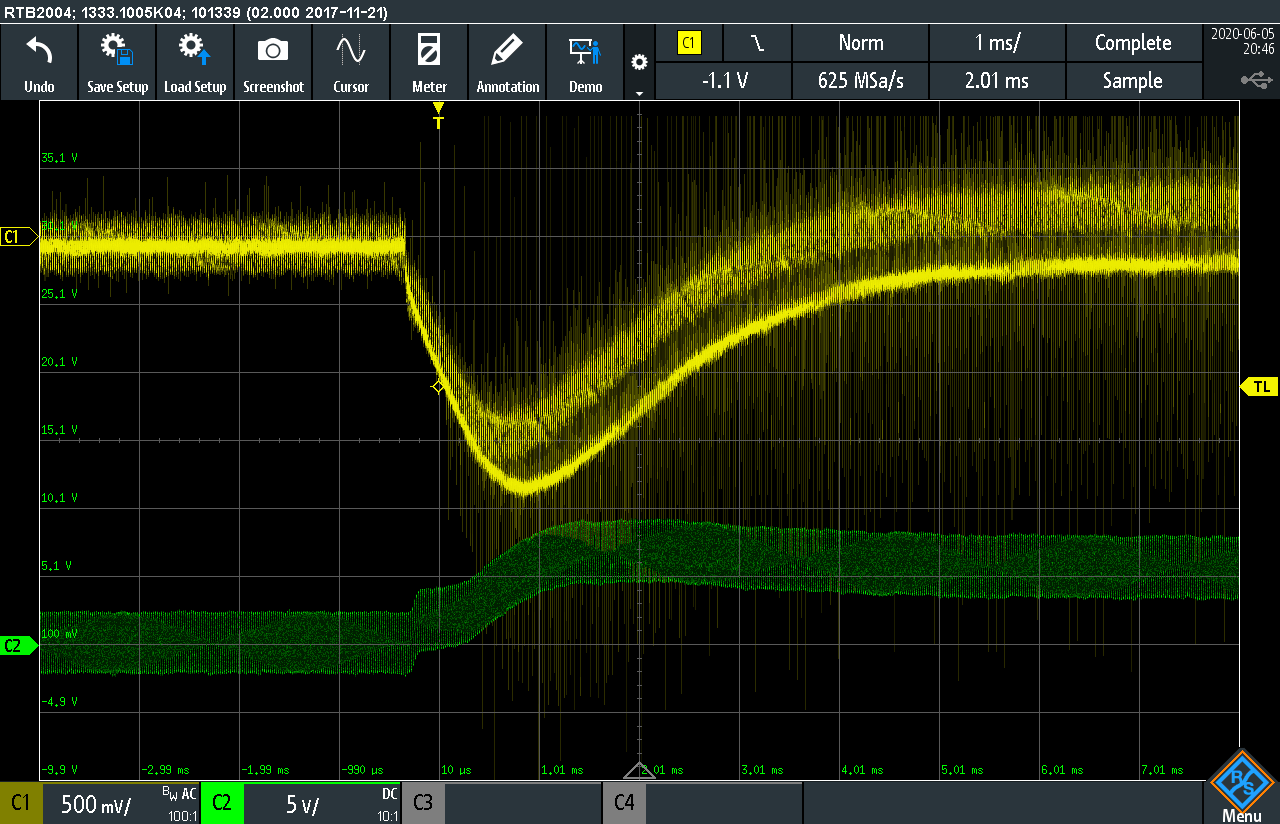 RTB2004; 1333.1005K04; 101339 (02.000 2017-11-21)
Undo
Save Setup
Load Setup
Screenshot
Cursor
Meter
Annotation
Demo
C1
Norm
1 ms/
Complete
2020-06-05
20:46
-1.1 V
625 MSa/s
2.01 ms
Sample
T
35,1 V
C1
25,1 V
20,1 V
TL
15,1 V
10,1 V
5,1 V
100 mV
C2
-4,9 V
-9,9 V
-2,99 ms
-1,99 ms
-990 µs
10 µs
1,01 ms
2,01 ms
3,01 ms
4,01 ms
5,01 ms
6,01 ms
7,01 ms
C1
500 mV/
BW AC
100:1
C2
5 V/
DC
10:1
C3
C4
R S
Menu